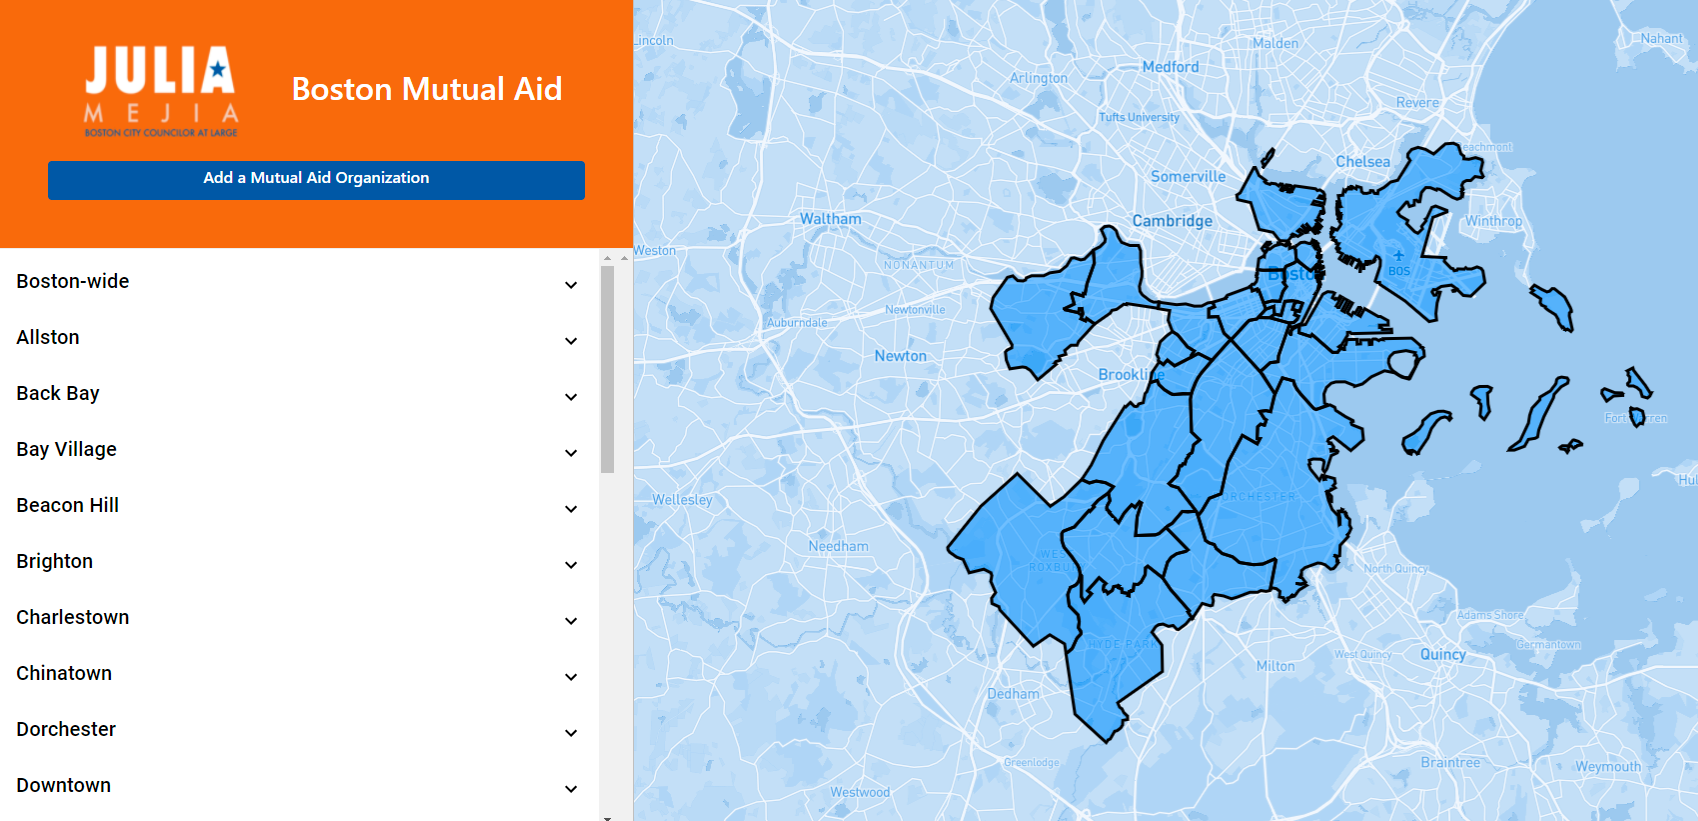 JULIA
MEJIA
BOSTON CITY COUNCILOR AT LARGE
Boston Mutual Aid
Add a Mutual Aid Organization
Boston-wide
Allston
Back Bay
Bay Village
Beacon Hill
Brighton
Charlestown
Chinatown
Dorchester
Downtown
Lincoln
Malden
Nahant
Medford
Arlington
Revere
Tufts University
Beachmont
Chelsea
Somerville
Waltham
Cambridge
Winthrop
Weston
NONANTUM
Boston
BOS
Newtonville
Auburndale
Newton
Brookline
Fort Warren
Wellesley
DORCHESTER
Hul
Needham
WEST
ROXBURY
North Quincy
Adams Shore
HYDE PARK
West Quincy
Quincy
Germantown
Milton
Dedham
Greenlodge
Braintree
Weymouth
Westwood